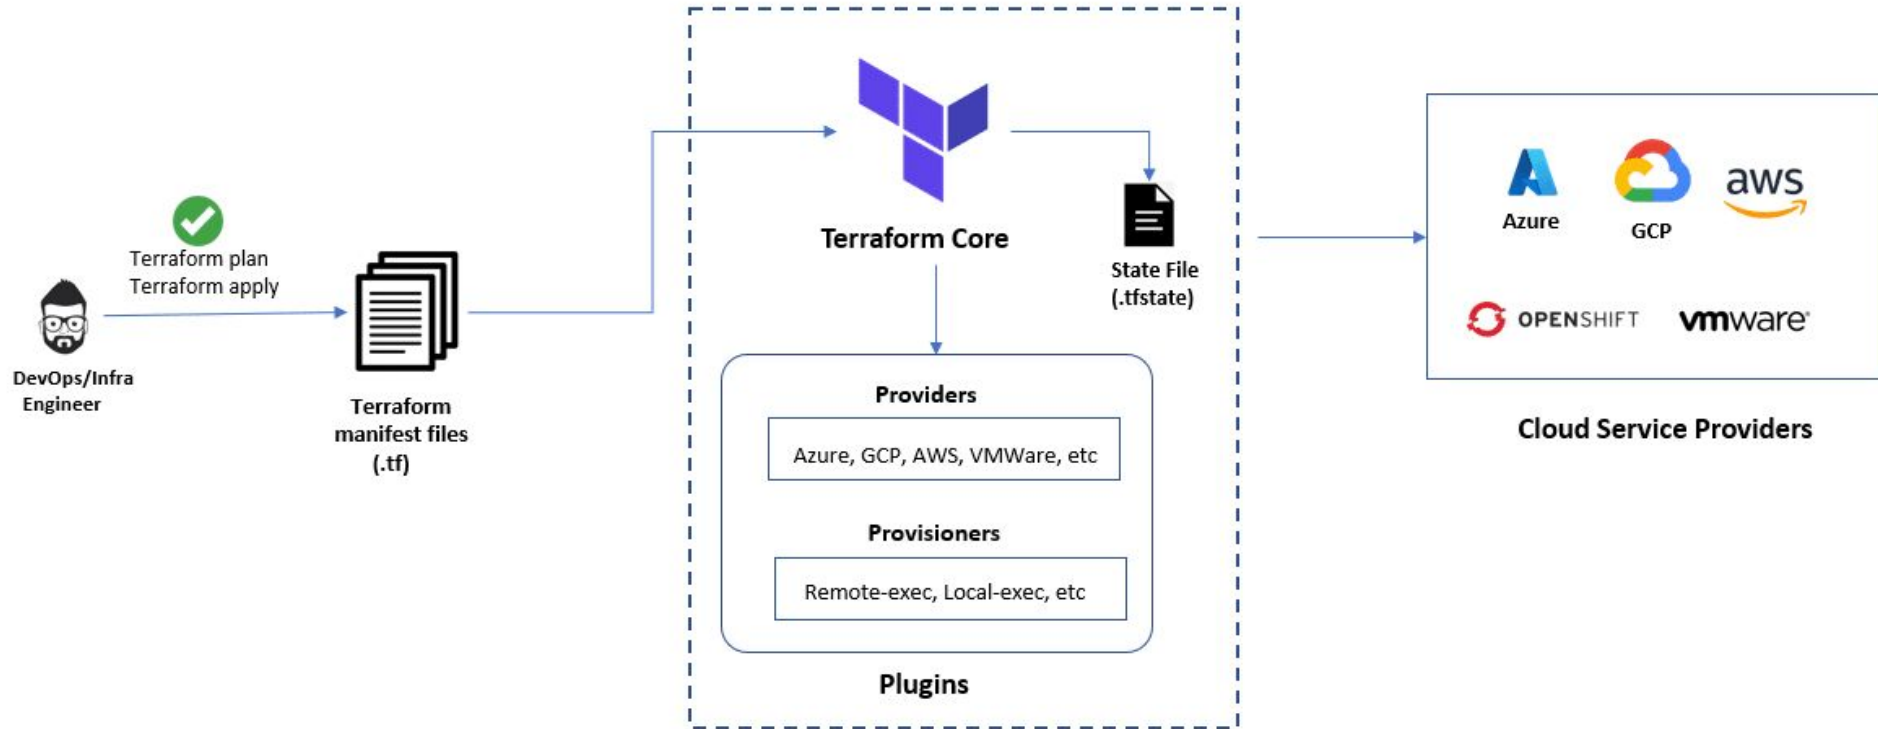 Terraform plan
Terraform apply
DevOps/Infra
Engineer
Terraform
manifest files
(.tf)
Terraform Core
State File
(.tfstate)
Providers
Azure, GCP, AWS, VMWare, etc
Provisioners
Remote-exec, Local-exec, etc
Plugins
Azure
GCP
aws
OPENSHIFT
vmware®
Cloud Service Providers